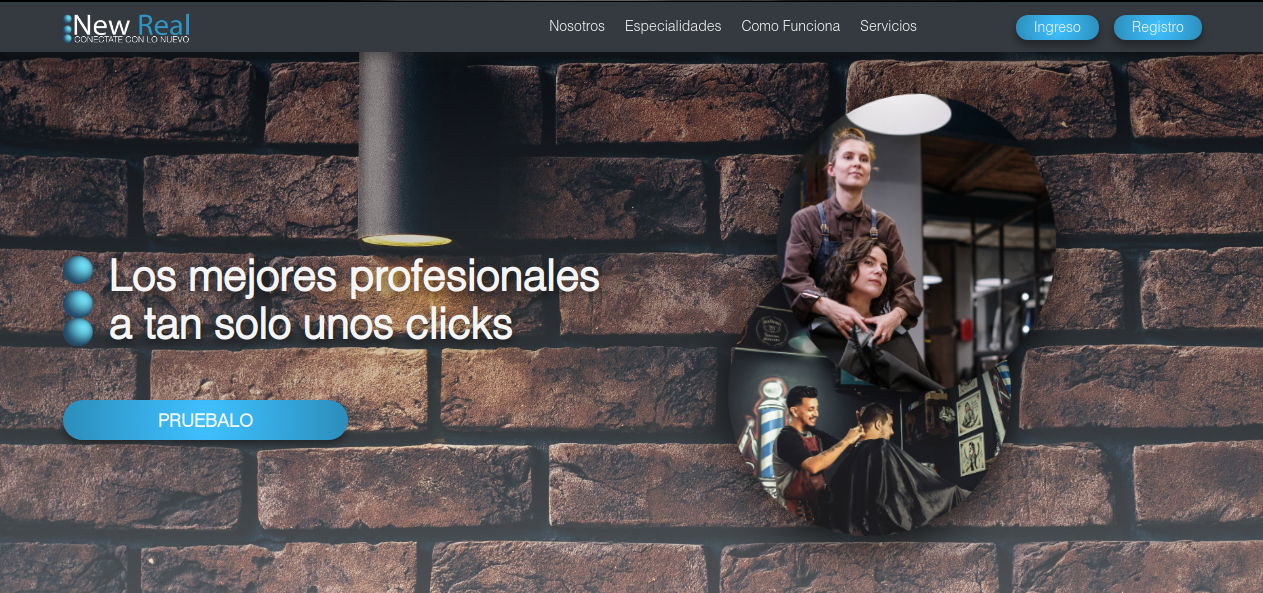 New Real
CONECTATE CON LO NUEVO
Nosotros
Especialidades
Como Funciona
Servicios
Ingreso
Registro
Los mejores profesionales
a tan solo unos clicks
PRUEBALO